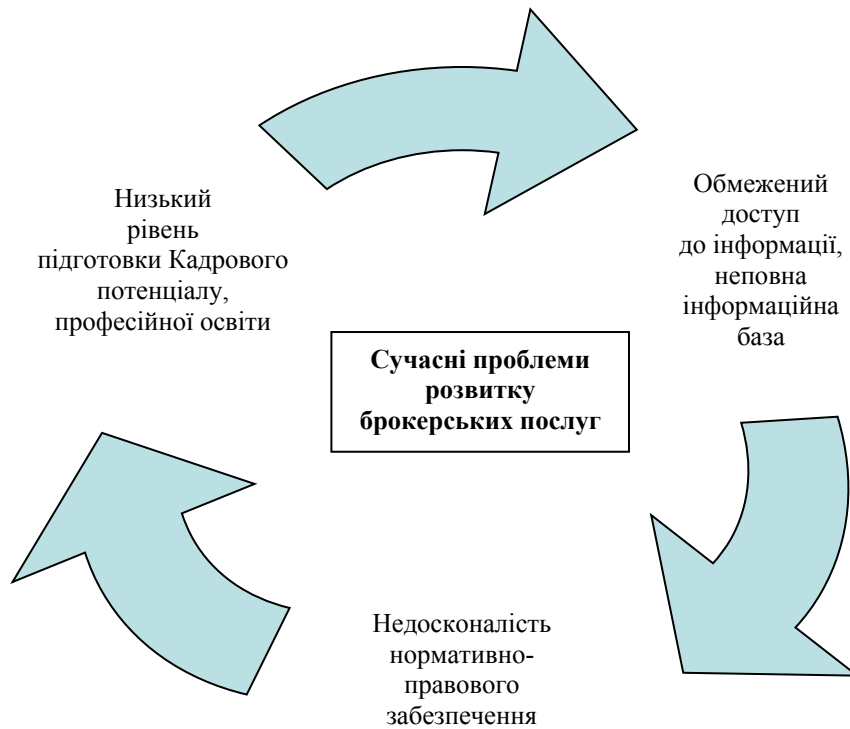 Низький
рівень
підготовки Кадрового
потенціалу,
професійної освіти
Обмежений
доступ
до інформації,
неповна
інформаційна
база
Сучасні проблеми
розвитку
брокерських послуг
Недосконалість
нормативно-
правового
забезпечення